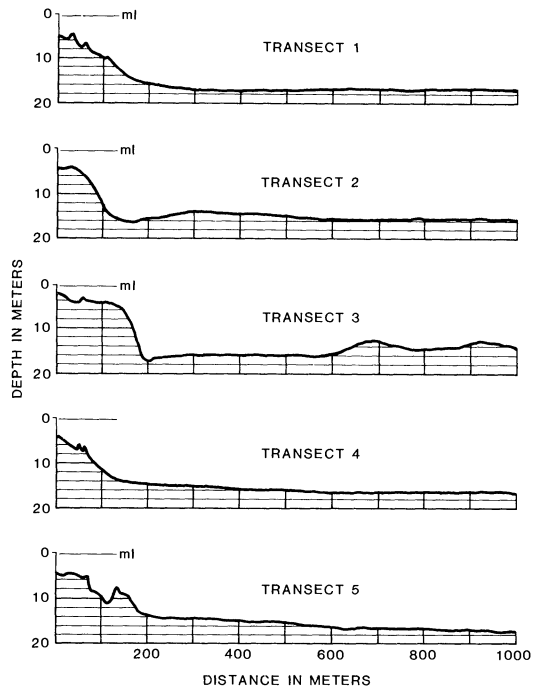 0 ml
TRANSECT 1
10
20
0 ml
TRANSECT 2
10
20
0 ml
TRANSECT 3
10
20
0 ml
TRANSECT 4
10
20
0 ml
TRANSECT 5
10
20
200 400 600 800 1000
DISTANCE IN METERS
DEPTH IN METERS